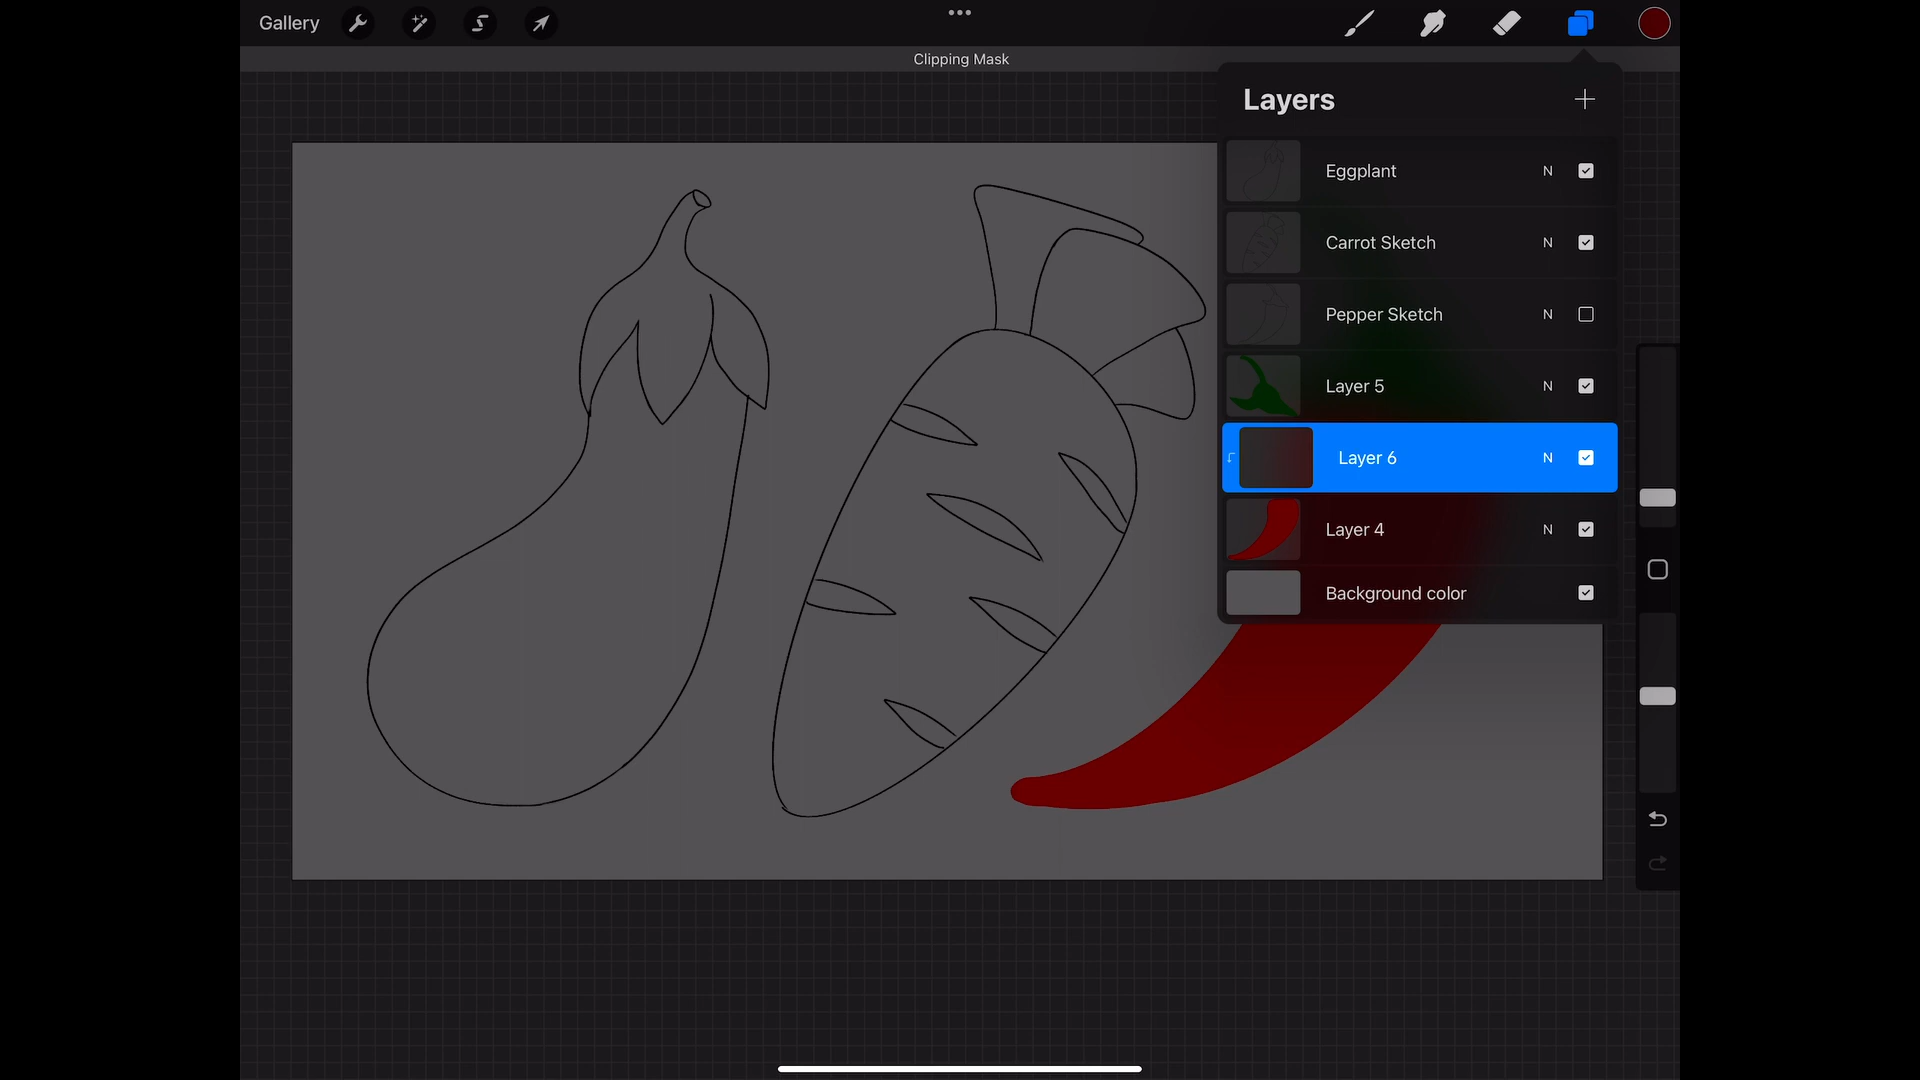 Gallery
Clipping Mask
Layers
Eggplant N
Carrot Sketch N
Pepper Sketch N
Layer 5 N
Layer 6 N
Layer 4 N
Background color